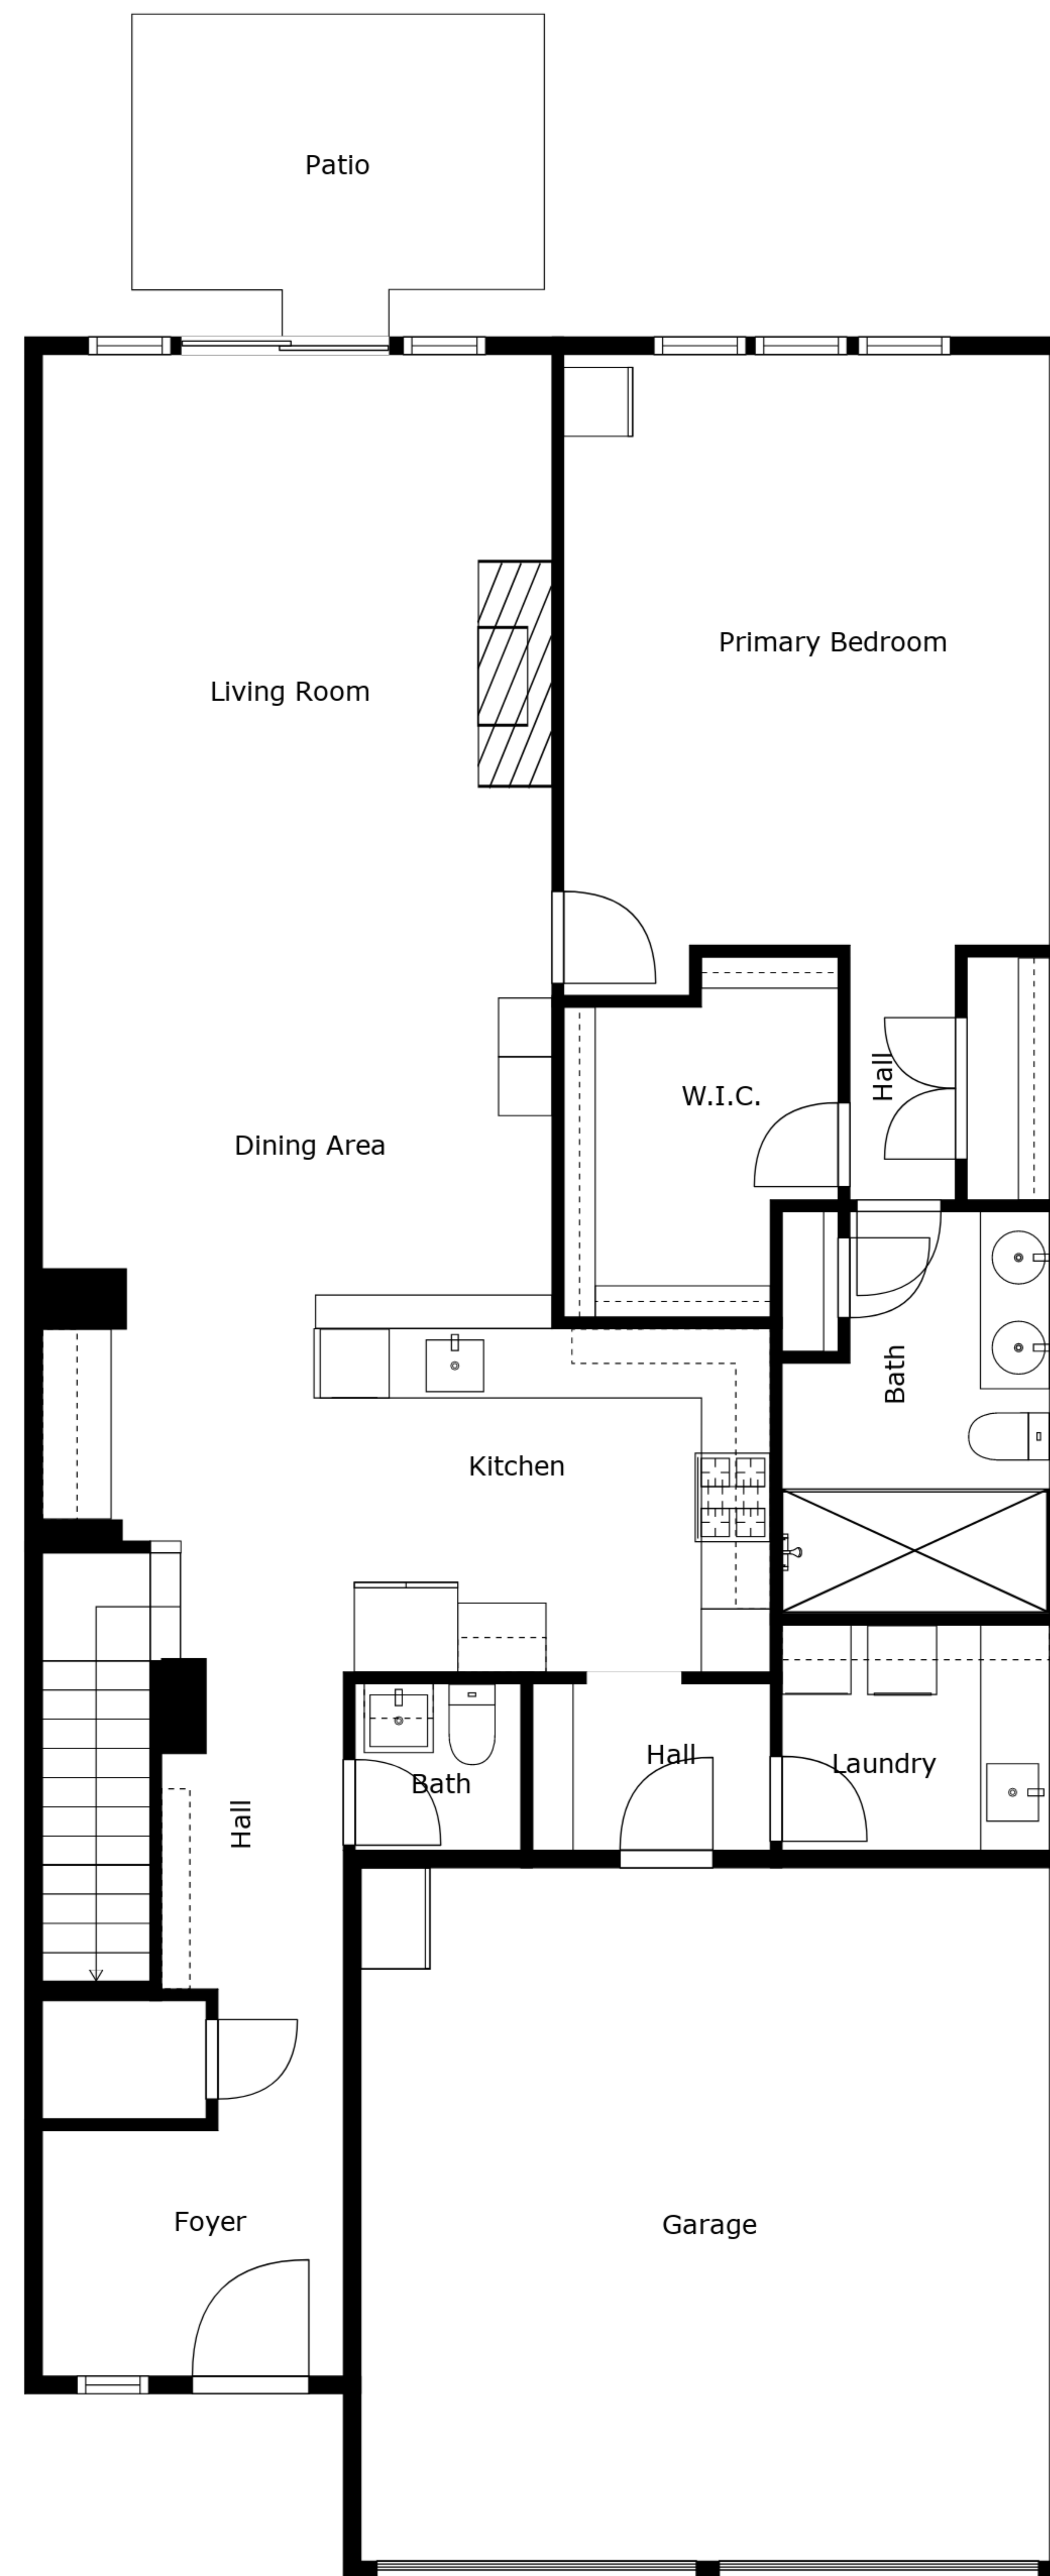 Patio
Primary Bedroom
Living Room
Hall
W.I.C.
Dining Area
Bath
Kitchen
Hall
Laundry
Bath
Hall
Foyer
Garage